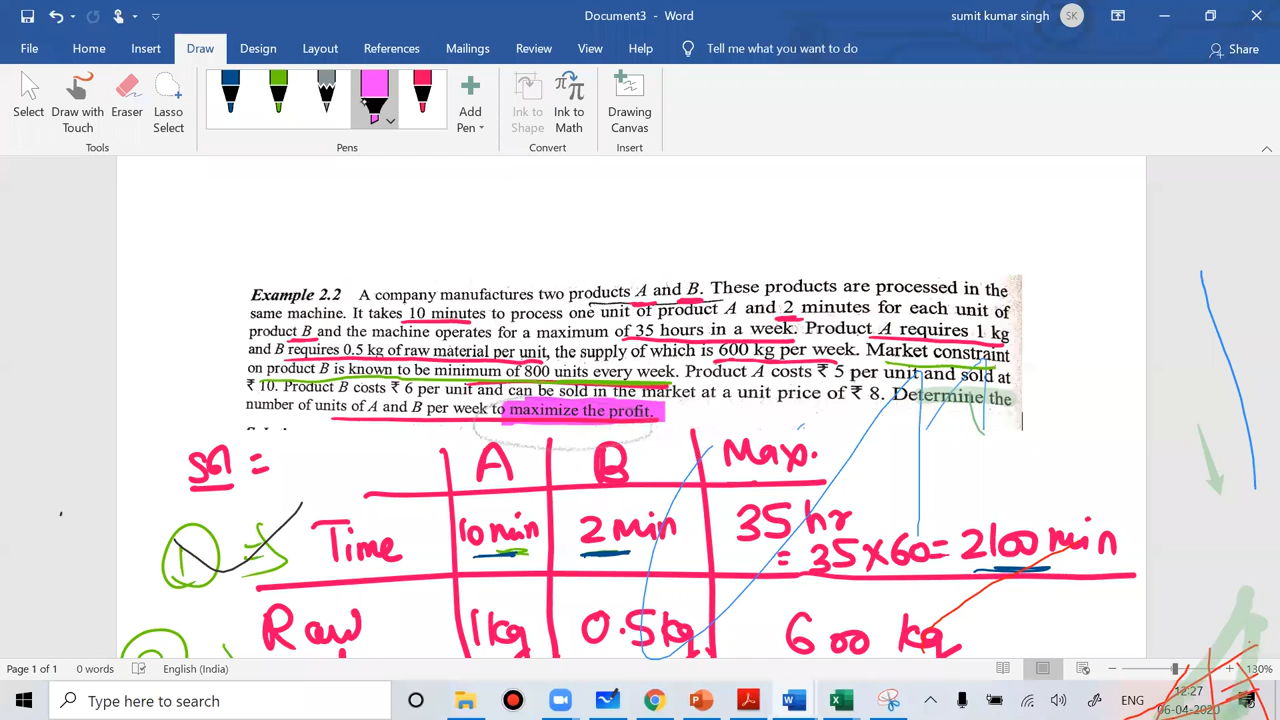 Document3 - Word
sumit kumar singh SK
File Home Insert Draw Design Layout References Mailings Review View Help Tell me what you want to do Share
Select Draw with Touch Eraser Lasso Select Add Pen Ink to Shape Ink to Math Drawing Canvas
Tools Pens Convert Insert
Example 2.2 A company manufactures two products A and B. These products are processed in the
same machine. It takes 10 minutes to process one unit of product A and 2 minutes for each unit of
product B and the machine operates for a maximum of 35 hours in a week. Product A requires 1 kg
and B requires 0.5 kg of raw material per unit, the supply of which is 600 kg per week. Market constraint
on product B is known to be minimum of 800 units every week. Product A costs ₹ 5 per unit and sold at
₹ 10. Product B costs ₹ 6 per unit and can be sold in the market at a unit price of ₹ 8. Determine the
number of units of A and B per week to maximize the profit.
A B Max.
Time 10 min 2 min 35 hr
= 35×60 = 2100 min
Raw 1kg 0.5kg 600 kg
Page 1 of 1 0 words English (India) 130%
Type here to search ENG 12:27
06-04-2020